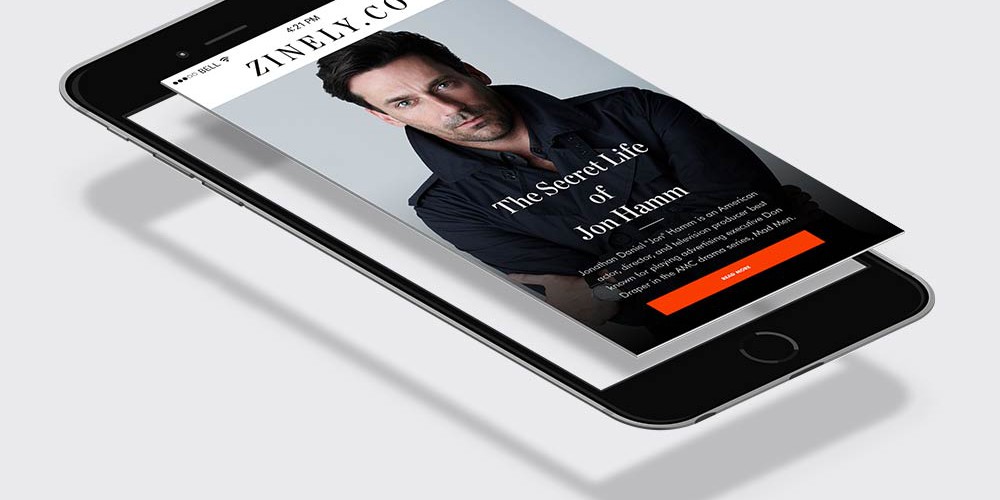 BELL
4:21 PM
ZINELY.CO
The Secret Life
of
Jon Hamm
Jonathan Daniel "Jon" Hamm is an American
actor, director, and television producer best
known for playing advertising executive Don
Draper in the AMC drama series, Mad Men.
READ MORE